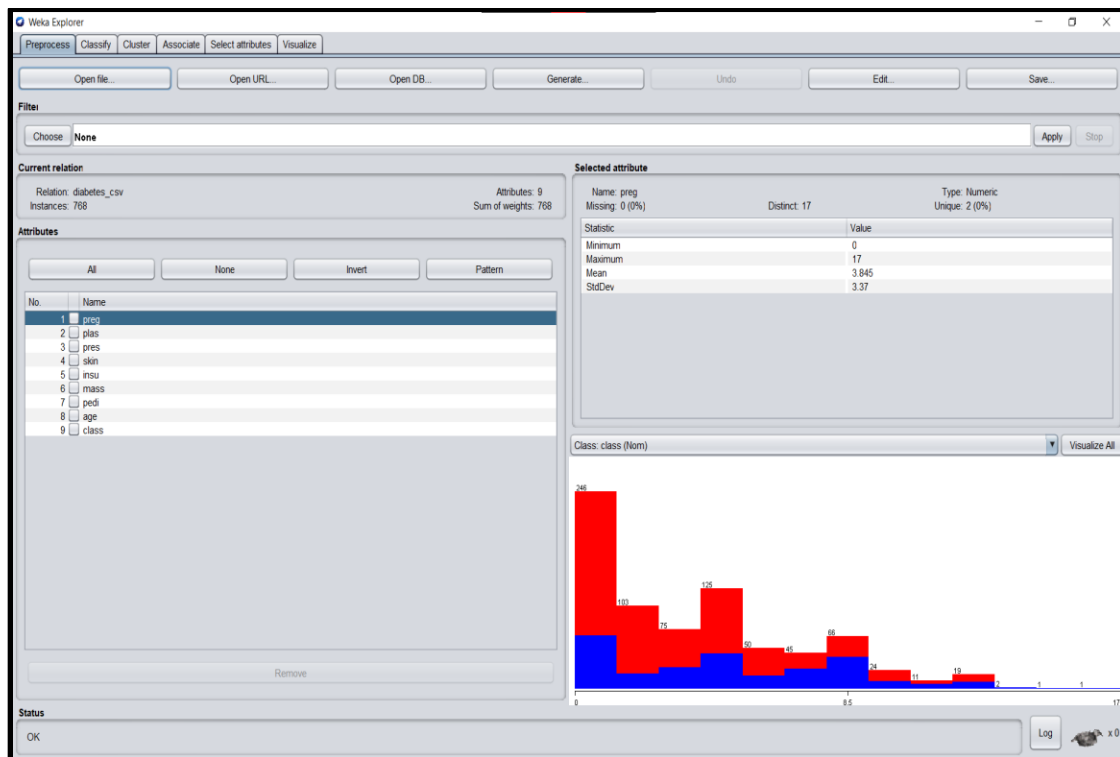 Weka Explorer
Preprocess Classify Cluster Associate Select attributes Visualize
Open file... Open URL... Open DB... Generate... Undo Edit... Save...
Filter
Choose None Apply Stop
Current relation
Relation: diabetes_csv Attributes: 9
Instances: 768 Sum of weights: 768
Attributes
All None Invert Pattern
No. Name
1 preg
2 plas
3 pres
4 skin
5 insu
6 mass
7 pedi
8 age
9 class
Remove
Selected attribute
Name: preg Type: Numeric
Missing: 0 (0%) Distinct: 17 Unique: 2 (0%)
Statistic Value
Minimum 0
Maximum 17
Mean 3.845
StdDev 3.37
Class: class (Nom) Visualize All
246
103
75
125
50
45
66
24
11
19
2
1
1
0 8.5 17
Status
OK Log x 0